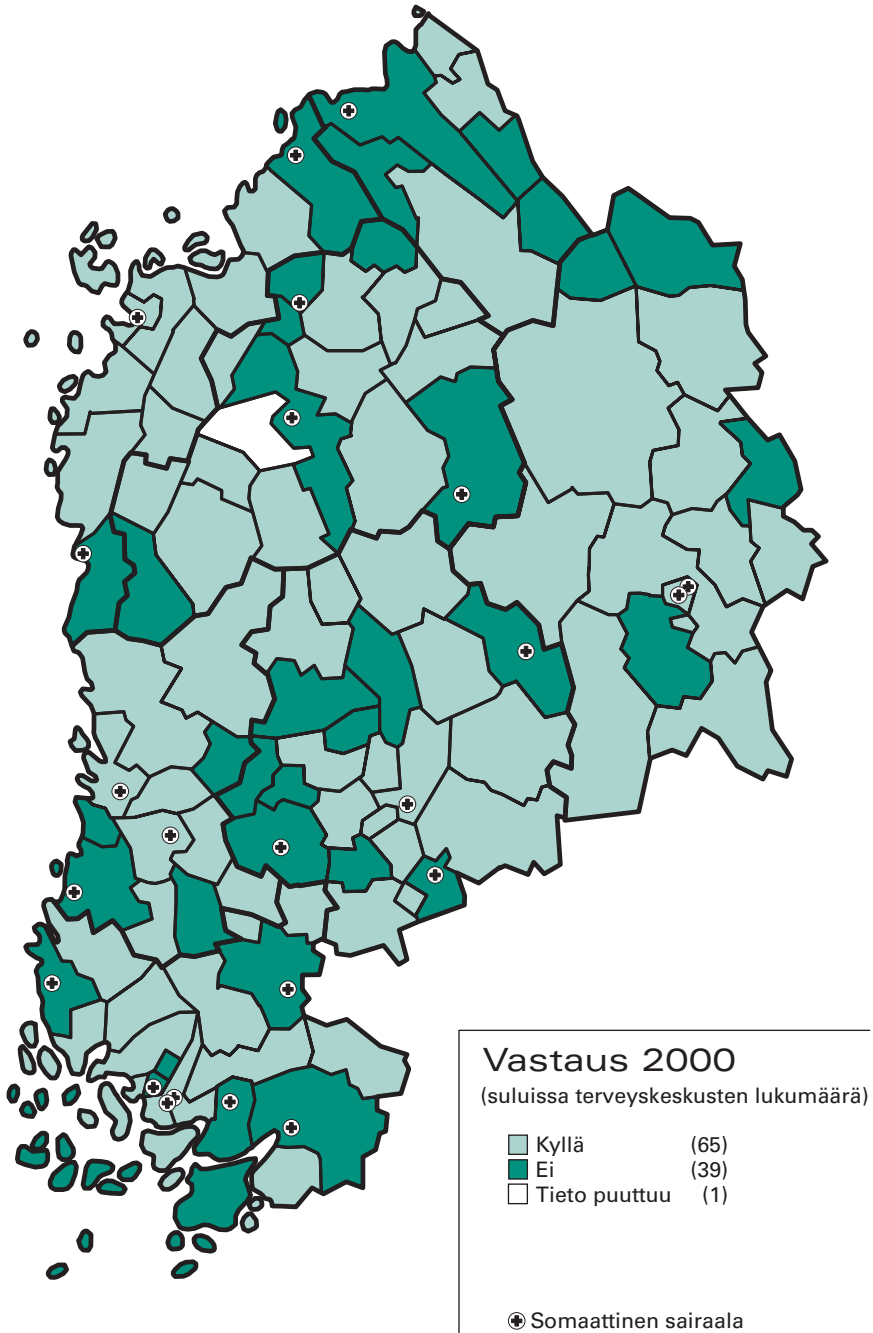 Vastaus 2000
(suluissa terveyskeskusten lukumäärä)
Kyllä (65)
Ei (39)
Tieto puuttuu (1)
Somaattinen sairaala